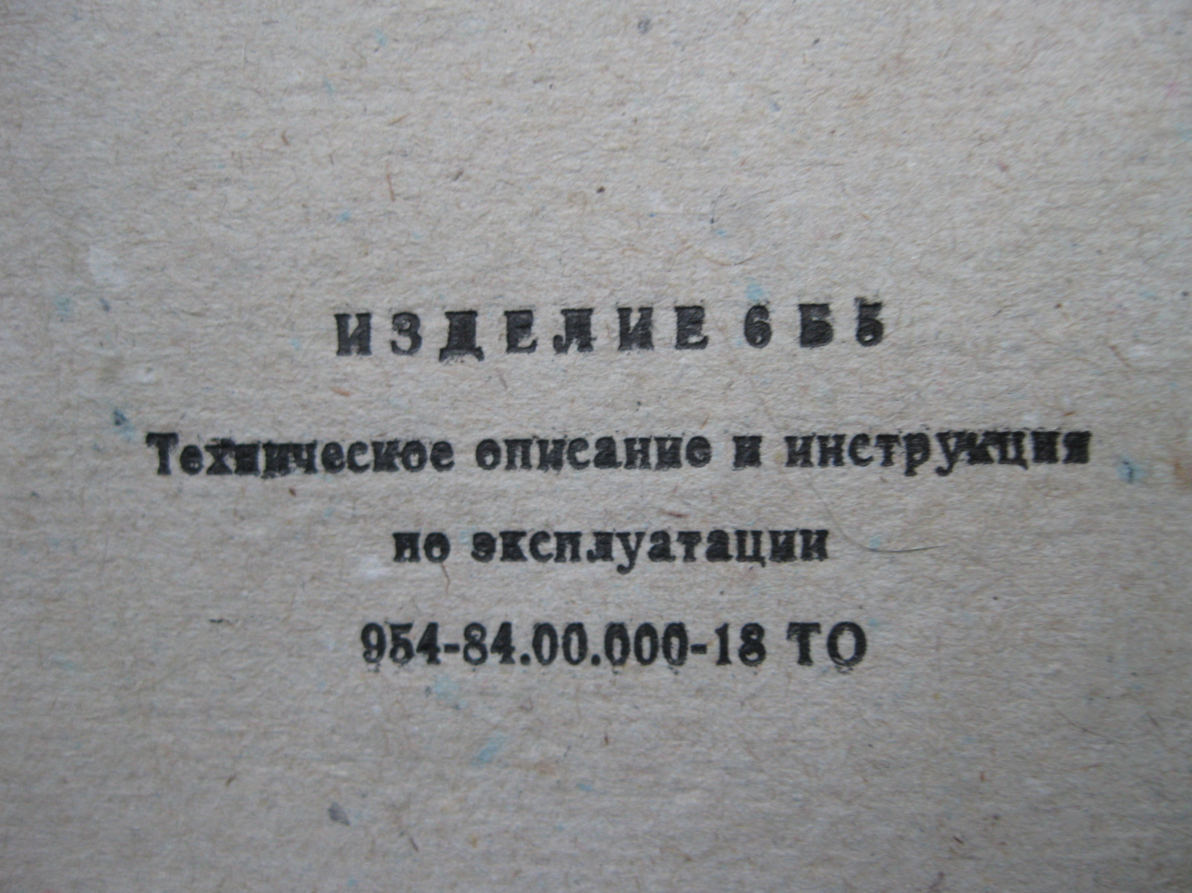 ИЗДЕЛИЕ 6Б5
Техническое описание и инструкция
по эксплуатации
954-84.00.000-18 ТО